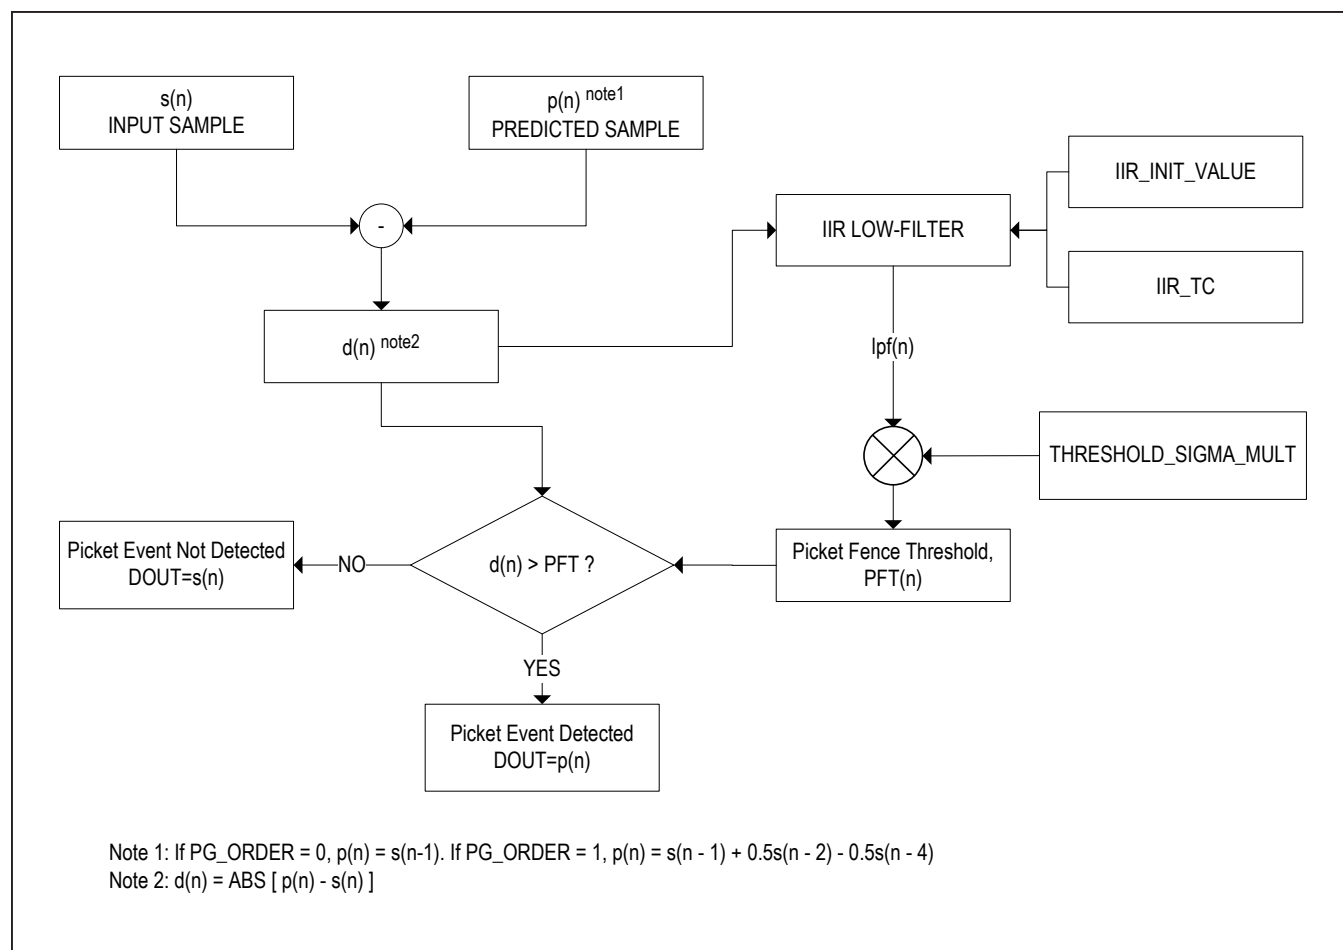 s(n)
INPUT SAMPLE
p(n) note1
PREDICTED SAMPLE
-
IIR LOW-FILTER
IIR_INIT_VALUE
IIR_TC
d(n) note2
lpf(n)
THRESHOLD_SIGMA_MULT
Picket Event Not Detected
DOUT=s(n)
NO
d(n) > PFT ?
Picket Fence Threshold,
PFT(n)
YES
Picket Event Detected
DOUT=p(n)
Note 1: If PG_ORDER = 0, p(n) = s(n-1). If PG_ORDER = 1, p(n) = s(n - 1) + 0.5s(n - 2) - 0.5s(n - 4)
Note 2: d(n) = ABS [ p(n) - s(n) ]